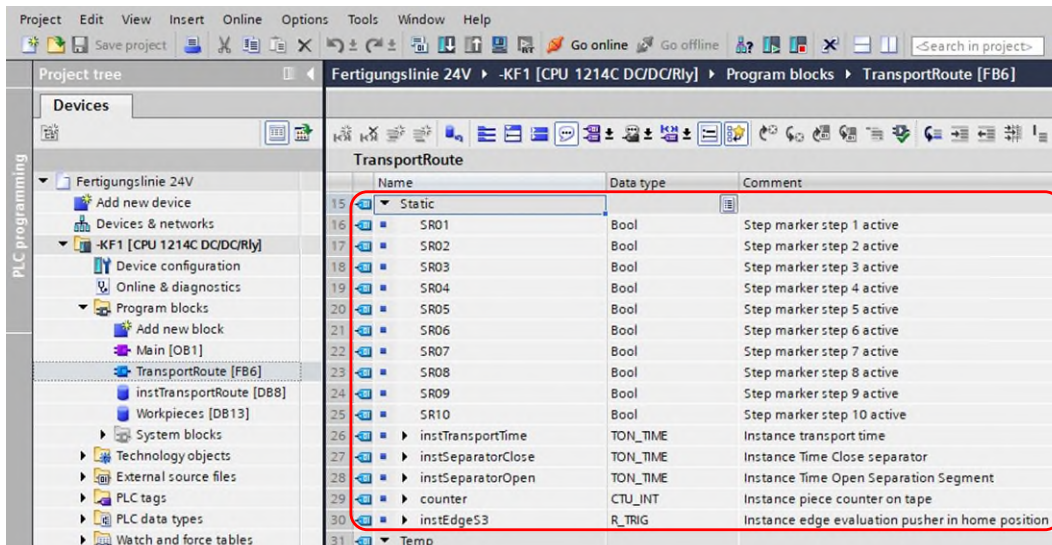 Project Edit View Insert Online Options Tools Window Help
Save project Go online Go offline <Search in project>
Project tree
Fertigungslinie 24V ▸ -KF1 [CPU 1214C DC/DC/Rly] ▸ Program blocks ▸ TransportRoute [FB6]
Devices
PLC programming
Fertigungslinie 24V
Add new device
Devices & networks
-KF1 [CPU 1214C DC/DC/Rly]
Device configuration
Online & diagnostics
Program blocks
Add new block
Main [OB1]
TransportRoute [FB6]
instTransportRoute [DB8]
Workpieces [DB13]
System blocks
Technology objects
External source files
PLC tags
PLC data types
Watch and force tables
TransportRoute
Name Data type Comment
15 Static
16 SR01 Bool Step marker step 1 active
17 SR02 Bool Step marker step 2 active
18 SR03 Bool Step marker step 3 active
19 SR04 Bool Step marker step 4 active
20 SR05 Bool Step marker step 5 active
21 SR06 Bool Step marker step 6 active
22 SR07 Bool Step marker step 7 active
23 SR08 Bool Step marker step 8 active
24 SR09 Bool Step marker step 9 active
25 SR10 Bool Step marker step 10 active
26 instTransportTime TON_TIME Instance transport time
27 instSeparatorClose TON_TIME Instance Time Close separator
28 instSeparatorOpen TON_TIME Instance Time Open Separation Segment
29 counter CTU_INT Instance piece counter on tape
30 instEdgeS3 R_TRIG Instance edge evaluation pusher in home position
31 Temp